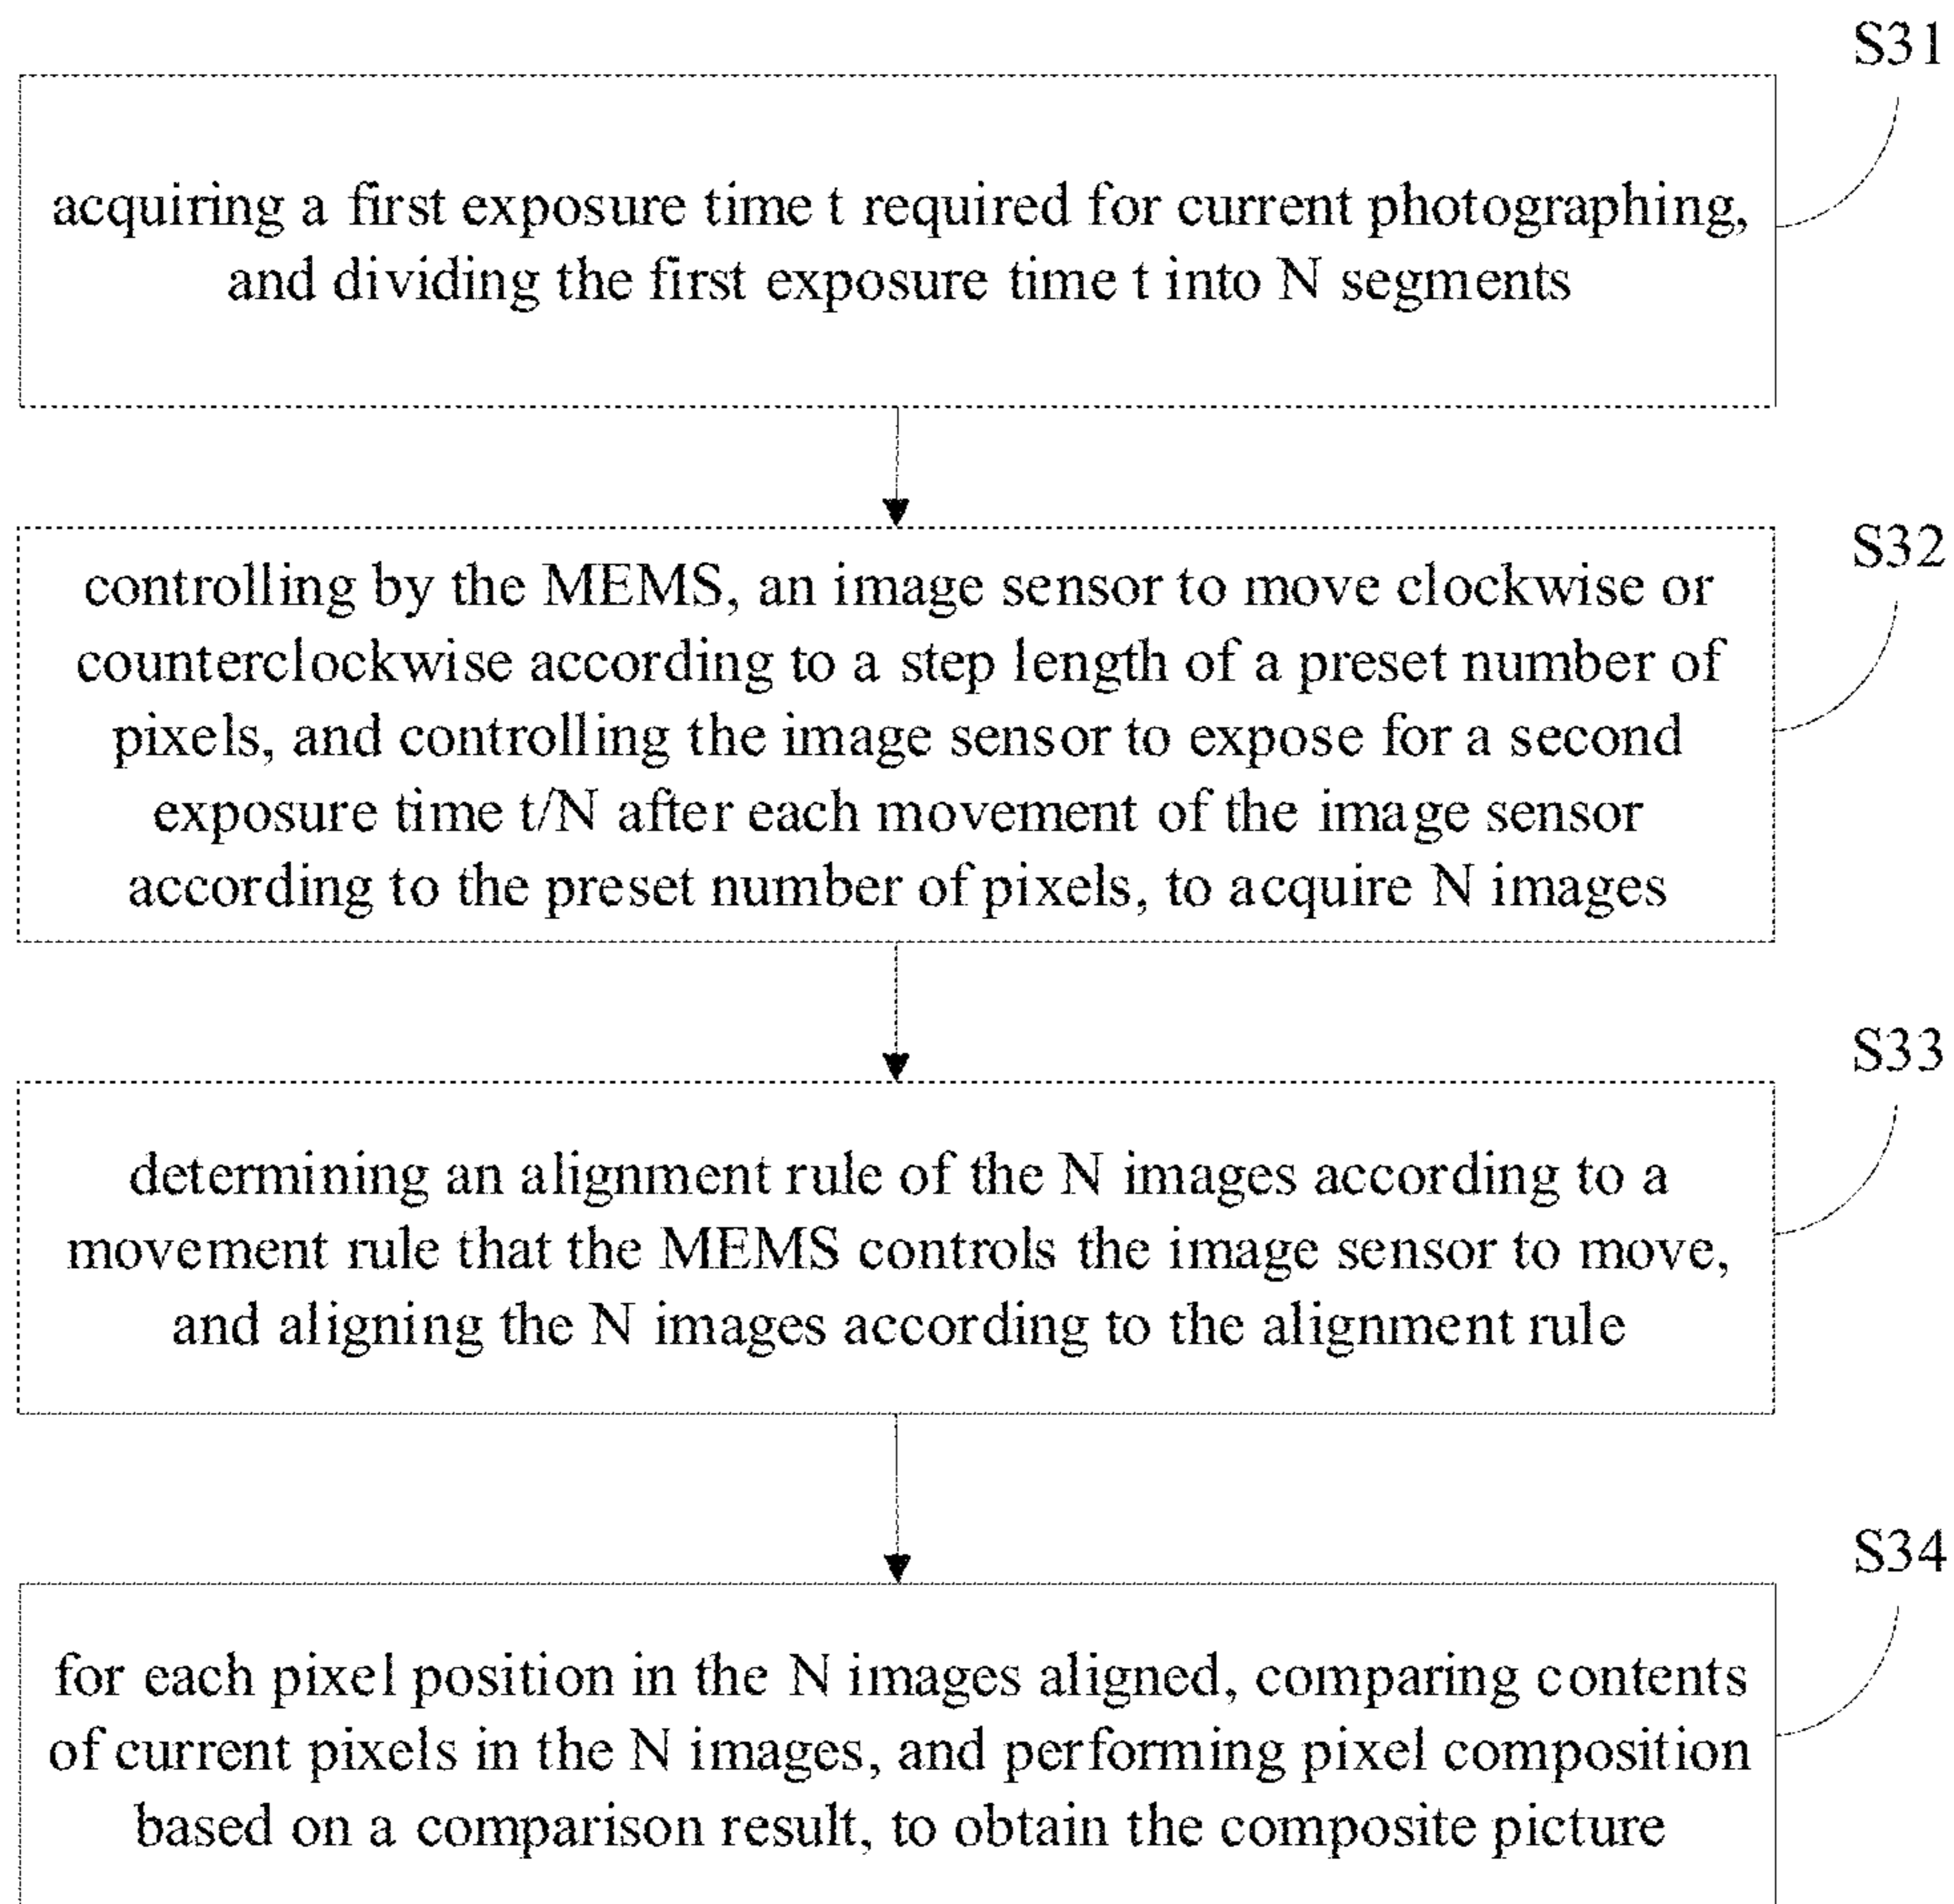 S31
acquiring a first exposure time t required for current photographing,
and dividing the first exposure time t into N segments
S32
controlling by the MEMS, an image sensor to move clockwise or
counterclockwise according to a step length of a preset number of
pixels, and controlling the image sensor to expose for a second
exposure time t/N after each movement of the image sensor
according to the preset number of pixels, to acquire N images
S33
determining an alignment rule of the N images according to a
movement rule that the MEMS controls the image sensor to move,
and aligning the N images according to the alignment rule
S34
for each pixel position in the N images aligned, comparing contents
of current pixels in the N images, and performing pixel composition
based on a comparison result, to obtain the composite picture